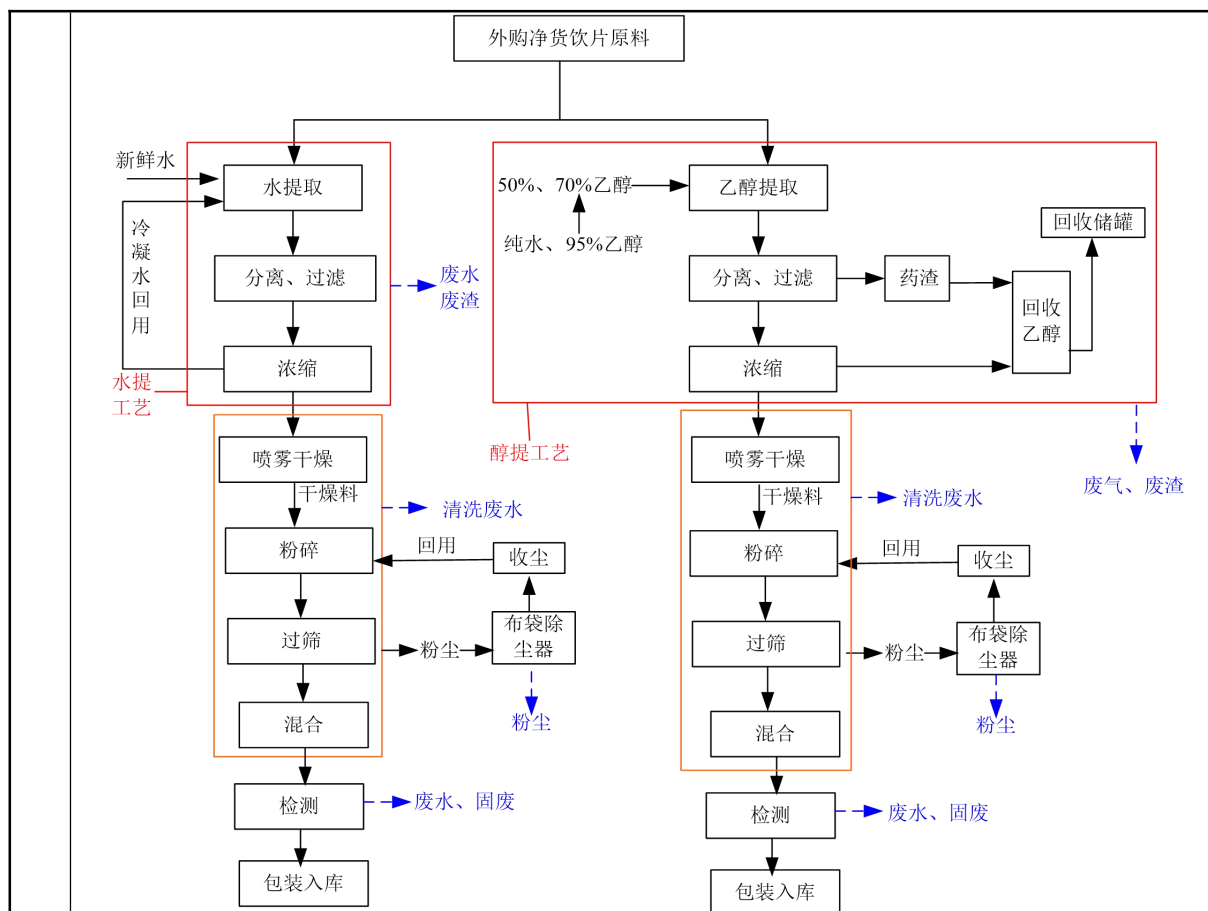 外购净货饮片原料
新鲜水
水提取
冷凝水回用
分离、过滤
废水
废渣
浓缩
水提
工艺
50%、70%乙醇
乙醇提取
纯水、95%乙醇
回收储罐
分离、过滤
药渣
回收
乙醇
浓缩
醇提工艺
废气、废渣
喷雾干燥
干燥料
清洗废水
粉碎
回用
收尘
过筛
粉尘
布袋除
尘器
粉尘
混合
检测
废水、固废
包装入库
喷雾干燥
干燥料
清洗废水
粉碎
回用
收尘
过筛
粉尘
布袋除
尘器
粉尘
混合
检测
废水、固废
包装入库